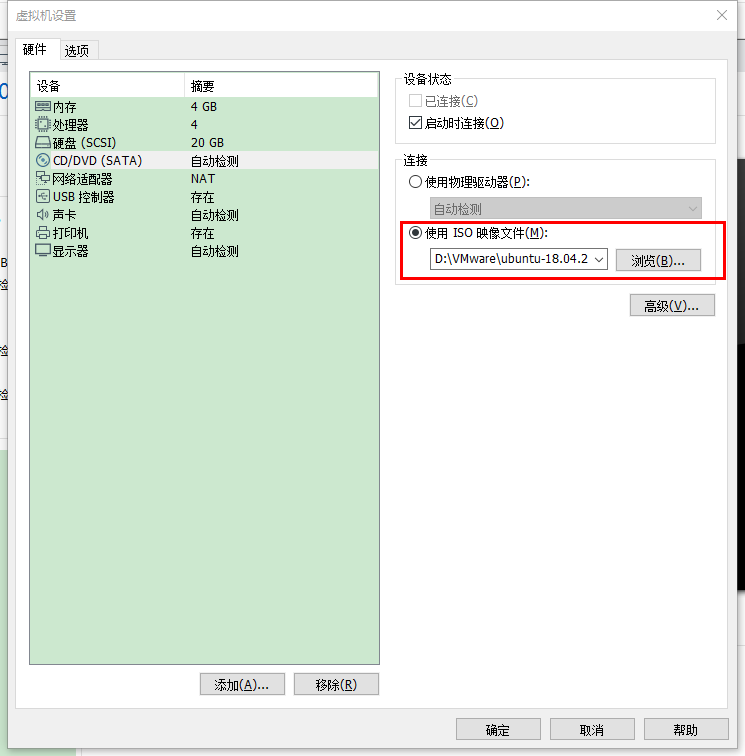 虚拟机设置
硬件 选项
设备 摘要
内存 4 GB
处理器 4
硬盘 (SCSI) 20 GB
CD/DVD (SATA) 自动检测
网络适配器 NAT
USB 控制器 存在
声卡 自动检测
打印机 存在
显示器 自动检测
添加(A)... 移除(R)
设备状态
已连接(C)
启动时连接(O)
连接
使用物理驱动器(P):
自动检测
使用 ISO 映像文件(M):
D:\VMware\ubuntu-18.04.2
浏览(B)...
高级(V)...
确定 取消 帮助